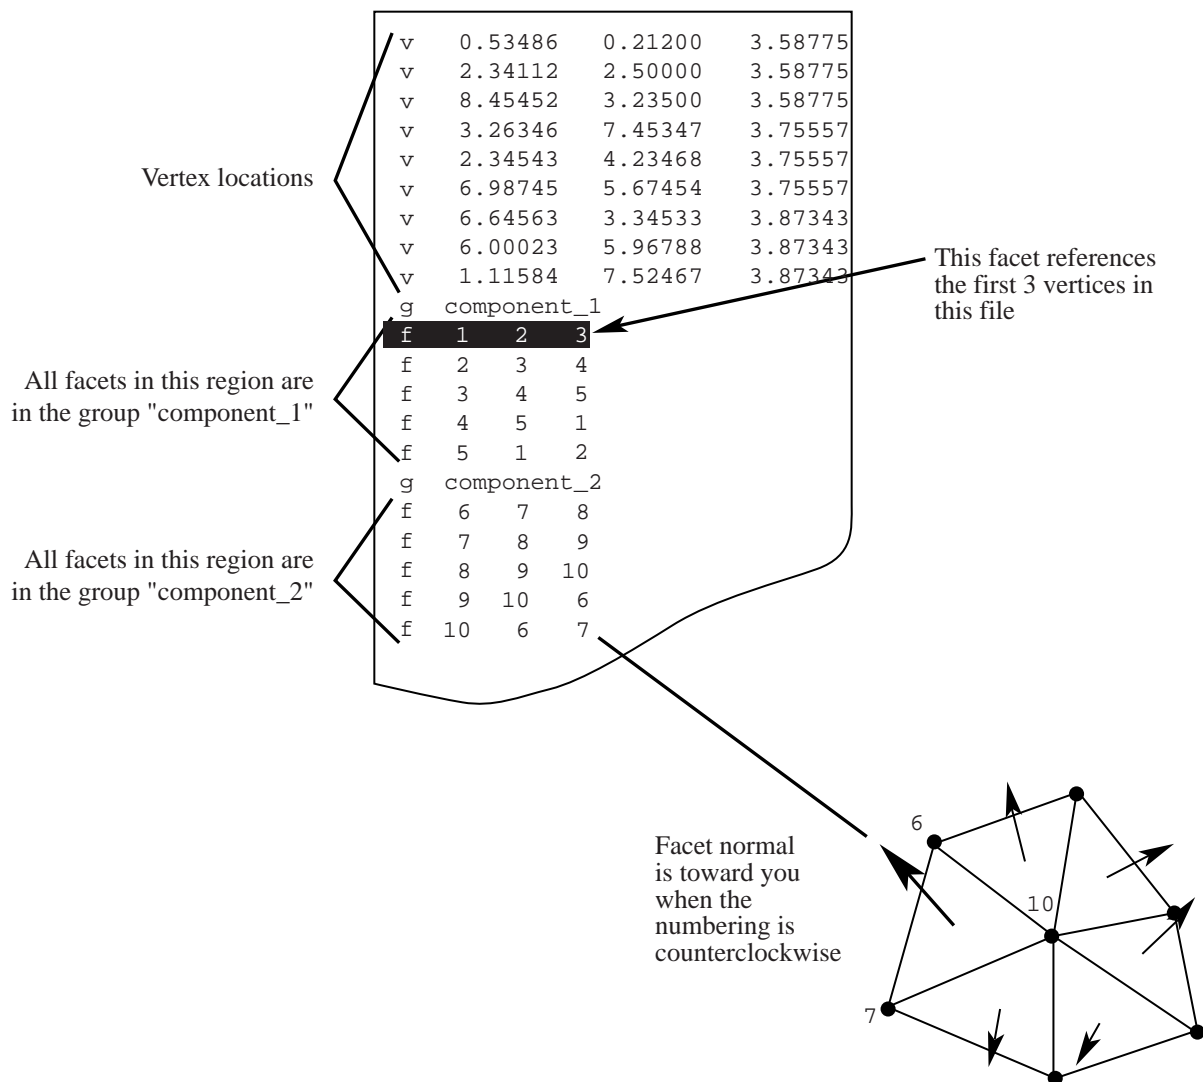 v 0.53486 0.21200 3.58775
v 2.34112 2.50000 3.58775
v 8.45452 3.23500 3.58775
v 3.26346 7.45347 3.75557
v 2.34543 4.23468 3.75557
v 6.98745 5.67454 3.75557
v 6.64563 3.34533 3.87343
v 6.00023 5.96788 3.87343
v 1.11584 7.52467 3.87343
g component_1
f 1 2 3
f 2 3 4
f 3 4 5
f 4 5 1
f 5 1 2
g component_2
f 6 7 8
f 7 8 9
f 8 9 10
f 9 10 6
f 10 6 7
Vertex locations
This facet references
the first 3 vertices in
this file
All facets in this region are
in the group "component_1"
All facets in this region are
in the group "component_2"
Facet normal
is toward you
when the
numbering is
counterclockwise
6
10
7